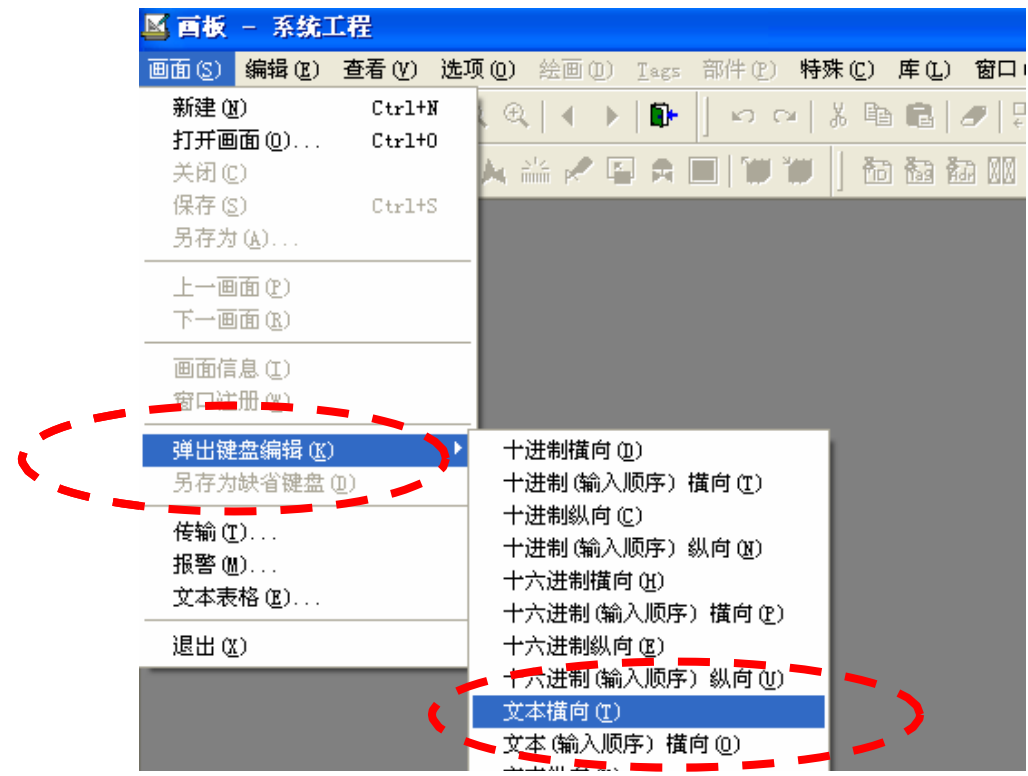 画板 - 系统工程
画面(S) 编辑(E) 查看(V) 选项(O) 绘画(D) Tags 部件(P) 特殊(C) 库(L) 窗口
新建(N) Ctrl+N
打开画面(O)... Ctrl+O
关闭(C)
保存(S) Ctrl+S
另存为(A)...
上一画面(P)
下一画面(R)
画面信息(I)
窗口注册(W)
弹出键盘编辑(K)
另存为缺省键盘(D)
传输(T)...
报警(M)...
文本表格(E)...
退出(X)
十进制横向(D)
十进制(输入顺序) 横向(T)
十进制纵向(C)
十进制(输入顺序) 纵向(N)
十六进制横向(H)
十六进制(输入顺序) 横向(P)
十六进制纵向(E)
十六进制(输入顺序) 纵向(U)
文本横向(T)
文本(输入顺序) 横向(O)